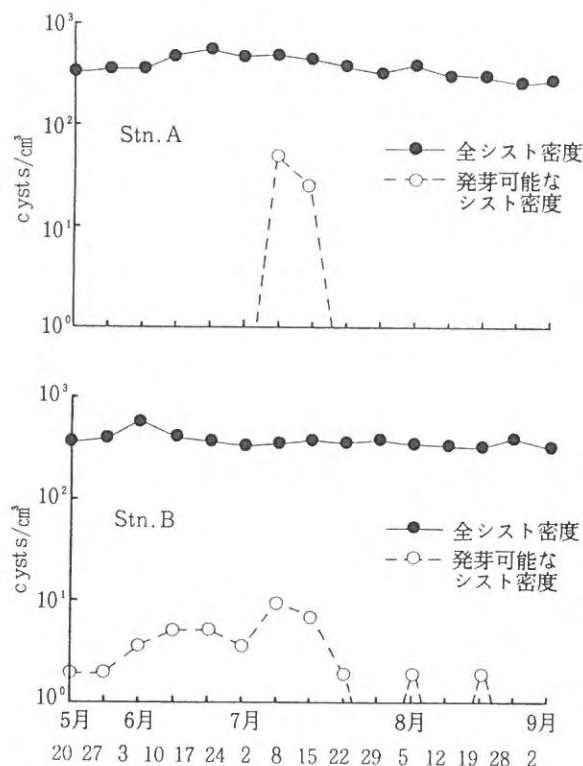 10³
10²
10¹
10⁰
cysts/cm³
Stn.A
全シスト密度
発芽可能な
シスト密度
10³
10²
10¹
10⁰
cysts/cm³
Stn.B
全シスト密度
発芽可能な
シスト密度
5月 6月 7月 8月 9月
20 27 3 10 17 24 2 8 15 22 29 5 12 19 28 2